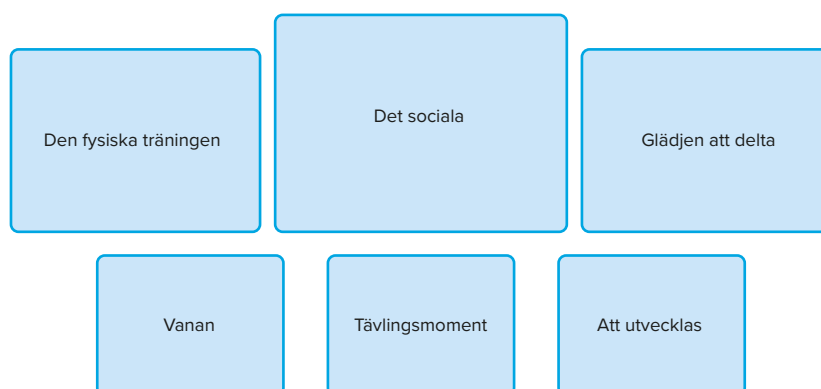 Den fysiska träningen
Det sociala
Glädjen att delta
Vanan
Tävlingsmoment
Att utvecklas